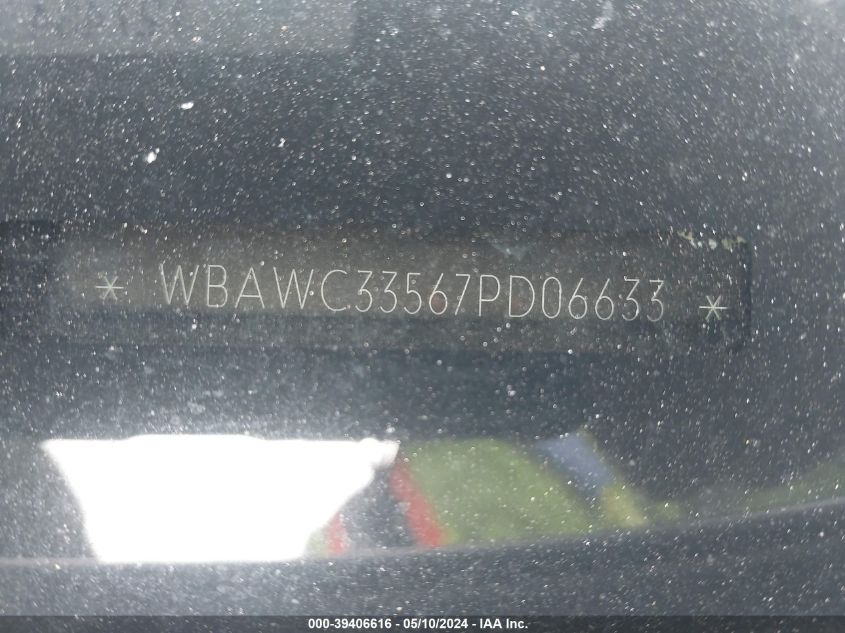 * WBAWC33567PD06633 *
000-39406616 - 05/10/2024 - IAA Inc.